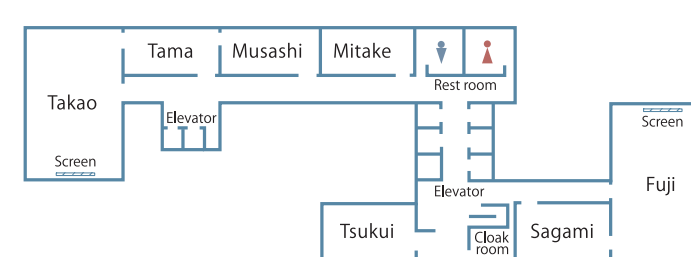 Tama
Musashi
Mitake
Takao
Rest room
Elevator
Screen
Screen
Fuji
Elevator
Tsukui
Cloak
room
Sagami